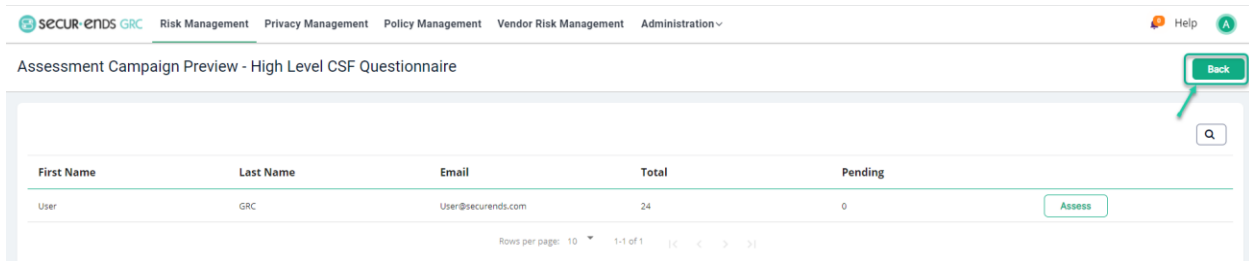 SECUR·ENDS GRC Risk Management Privacy Management Policy Management Vendor Risk Management Administration Help A
Assessment Campaign Preview - High Level CSF Questionnaire Back
First Name Last Name Email Total Pending
User GRC User@securends.com 24 0 Assess
Rows per page: 10 1-1 of 1